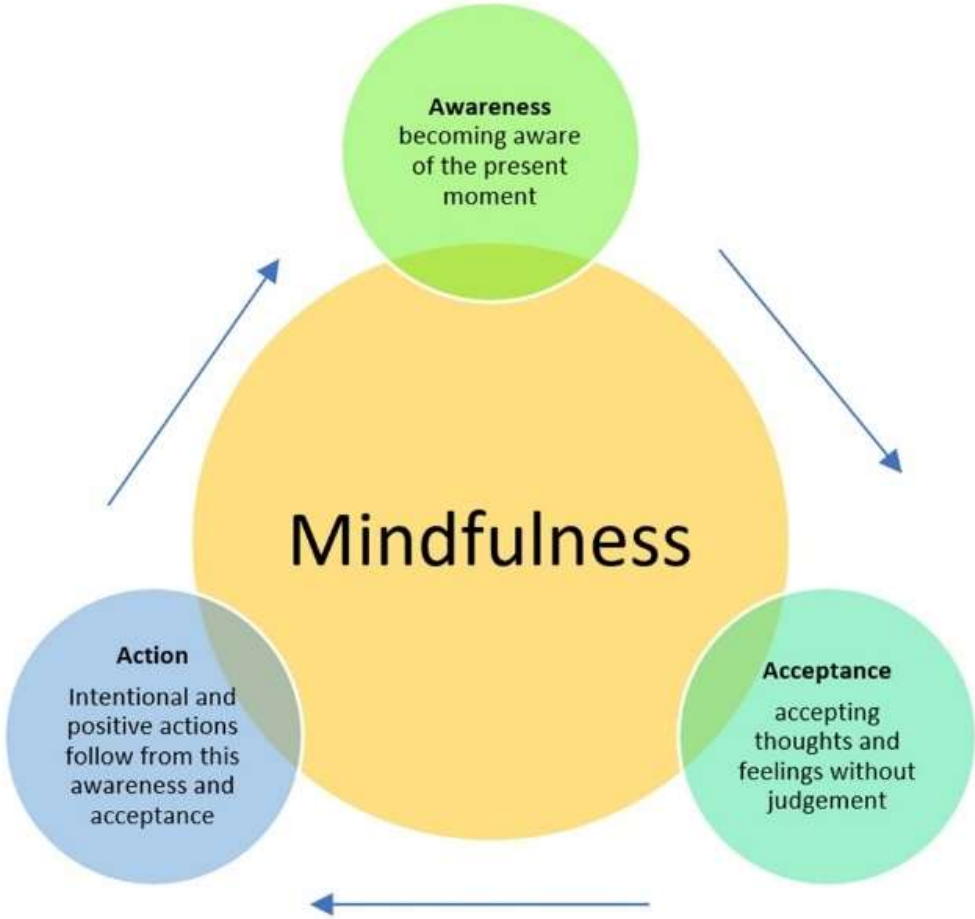 Awareness
becoming aware
of the present
moment
Mindfulness
Action
Intentional and
positive actions
follow from this
awareness and
acceptance
Acceptance
accepting
thoughts and
feelings without
judgement